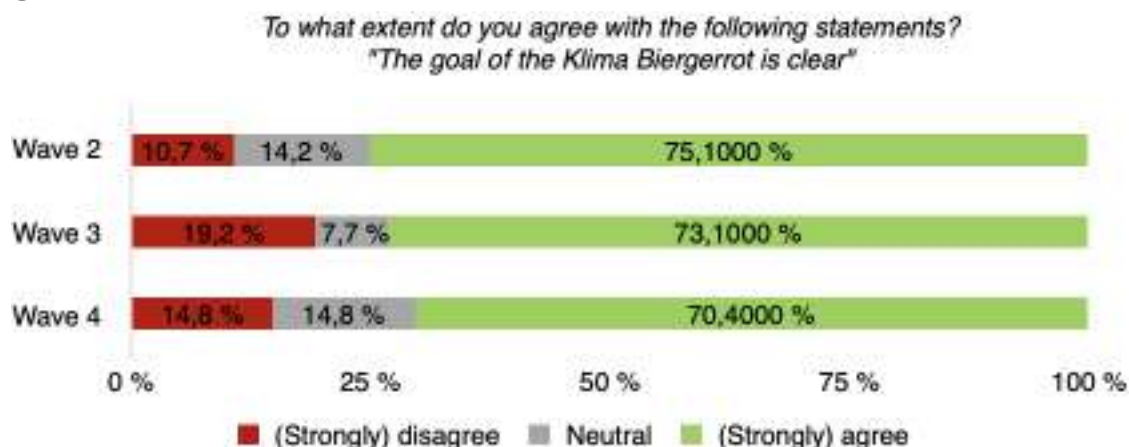 To what extent do you agree with the following statements?
"The goal of the Klima Biergerrot is clear"
Wave 2 10,7 % 14,2 % 75,1000 %
Wave 3 19,2 % 7,7 % 73,1000 %
Wave 4 14,8 % 14,8 % 70,4000 %
0 % 25 % 50 % 75 % 100 %
(Strongly) disagree Neutral (Strongly) agree